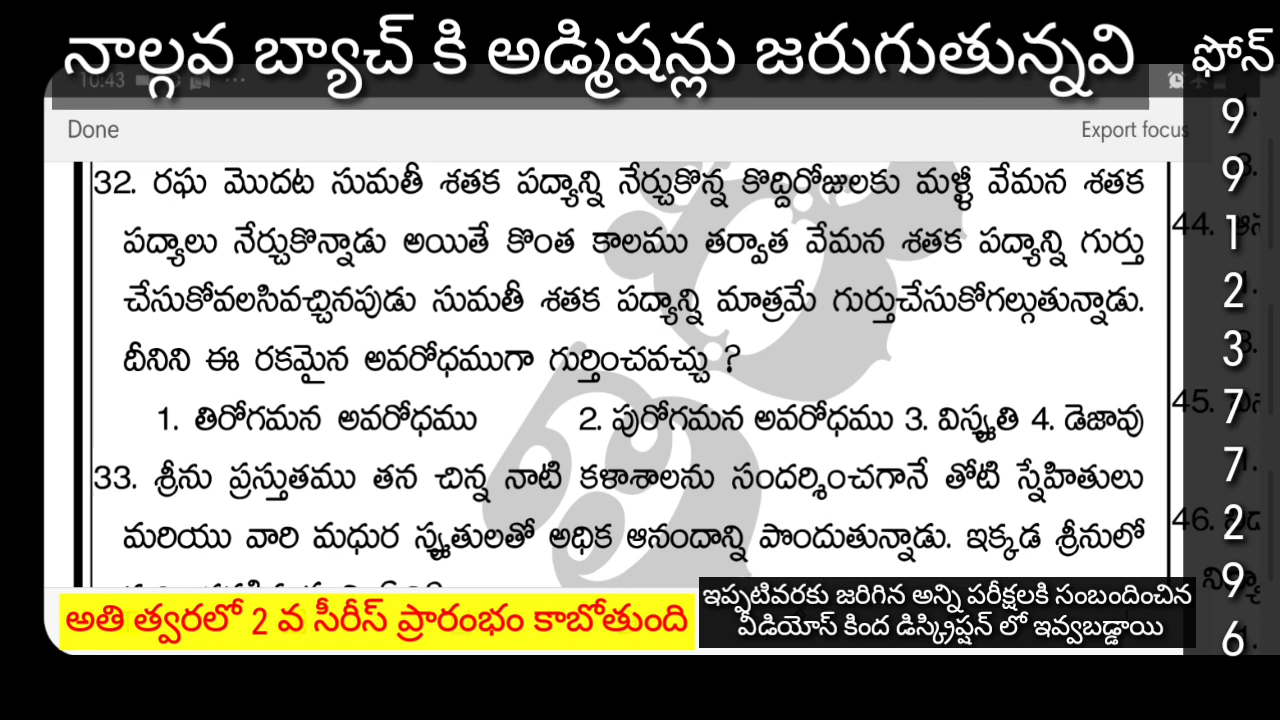 నాల్గవ బ్యాచ్ కి అడ్మిషన్లు జరుగుతున్నవి
ఫోన్
9
9
1
2
3
7
7
2
9
6
10:43
Done
Export focus
32. రఘ మొదట సుమతీ శతక పద్యాన్ని నేర్చుకొన్న కొద్దిరోజులకు మళ్ళీ వేమన శతక
పద్యాలు నేర్చుకొన్నాడు అయితే కొంత కాలము తర్వాత వేమన శతక పద్యాన్ని గుర్తు
చేసుకోవలసివచ్చినపుడు సుమతీ శతక పద్యాన్ని మాత్రమే గుర్తుచేసుకోగల్గుతున్నాడు.
దీనిని ఈ రకమైన అవరోధముగా గుర్తించవచ్చు ?
1. తిరోగమన అవరోధము 2. పురోగమన అవరోధము 3. విస్మృతి 4. డెజావు
33. శ్రీను ప్రస్తుతము తన చిన్న నాటి కళాశాలను సందర్శించగానే తోటి స్నేహితులు
మరియు వారి మధుర స్మృతులతో అధిక ఆనందాన్ని పొందుతున్నాడు. ఇక్కడ శ్రీనులో
44.
45.
46.
అతి త్వరలో 2 వ సీరీస్ ప్రారంభం కాబోతుంది
ఇప్పటివరకు జరిగిన అన్ని పరీక్షలకి సంబందించిన
వీడియోస్ కింద డిస్క్రిప్షన్ లో ఇవ్వబడ్డాయి